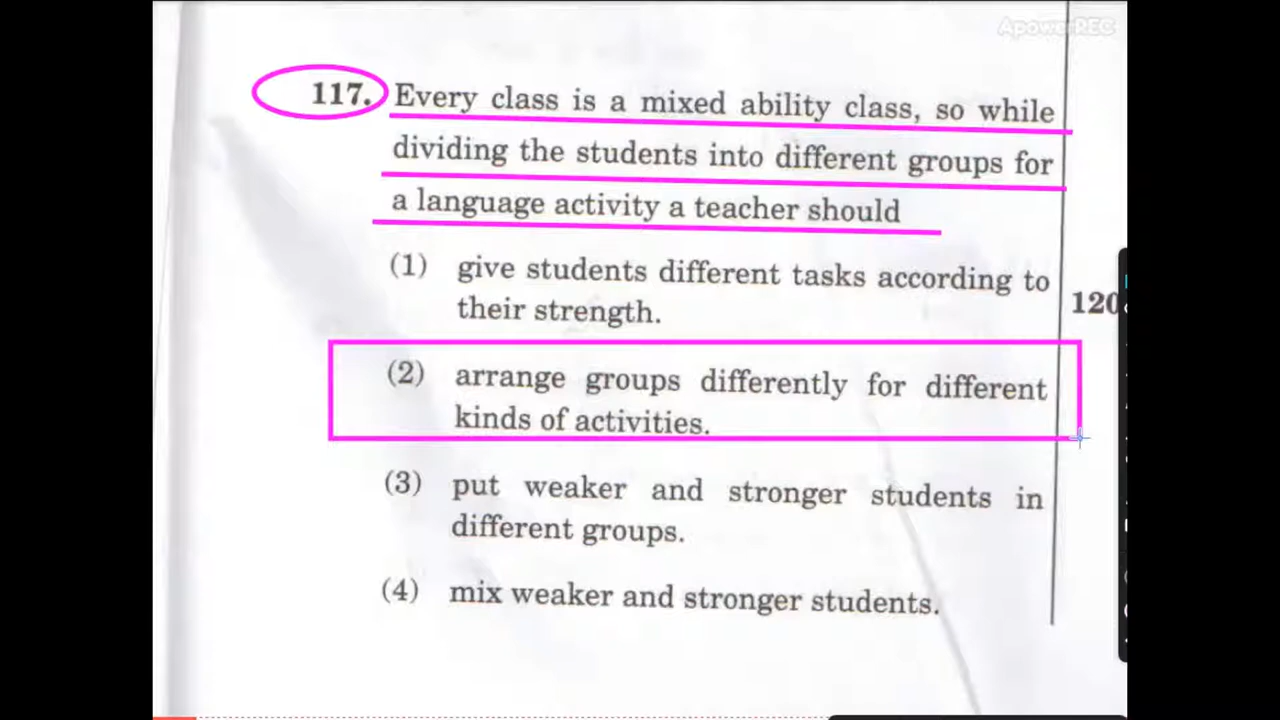 ApowerREC
117. Every class is a mixed ability class, so while
dividing the students into different groups for
a language activity a teacher should
(1) give students different tasks according to
their strength.
120
(2) arrange groups differently for different
kinds of activities.
(3) put weaker and stronger students in
different groups.
(4) mix weaker and stronger students.